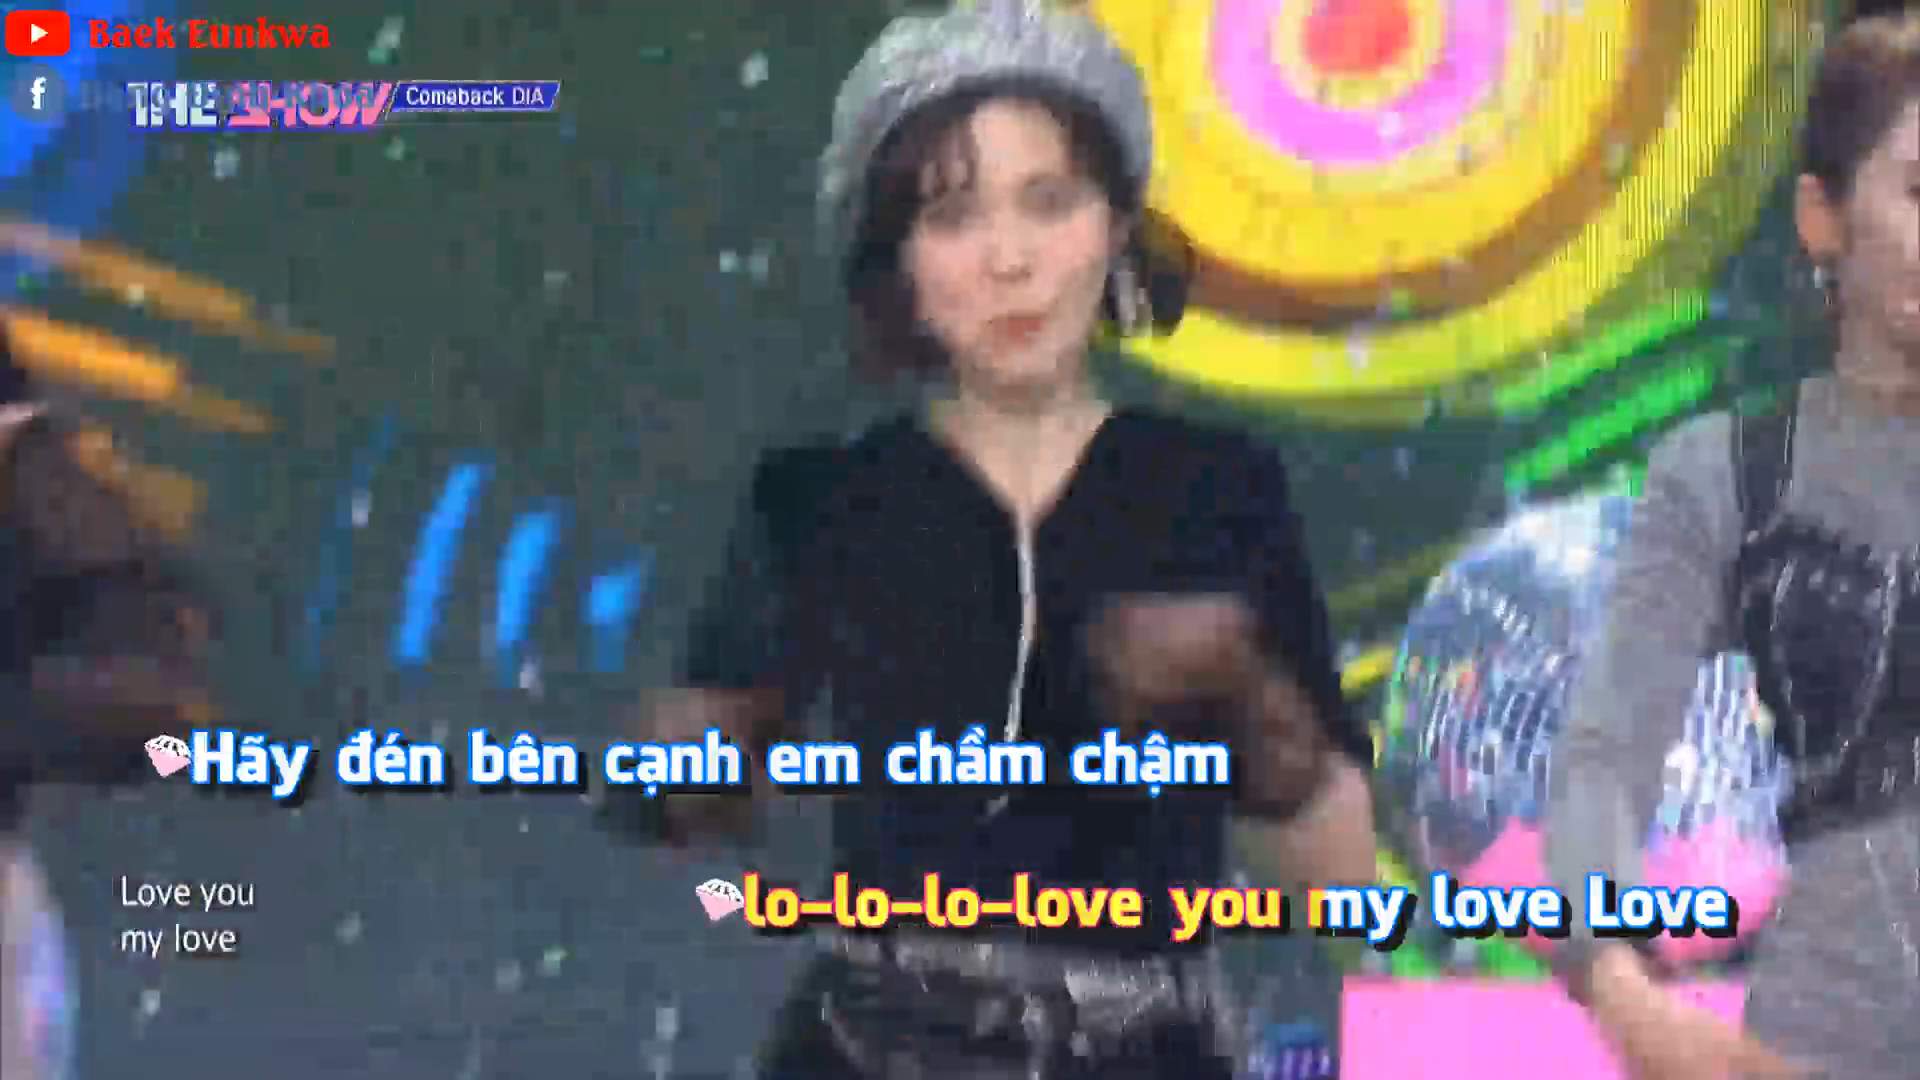 Baek Eunkwa
THE SHOW
Comeback DIA
Hãy đến bên cạnh em chầm chậm
Love you
my love
lo-lo-lo-love you my love Love